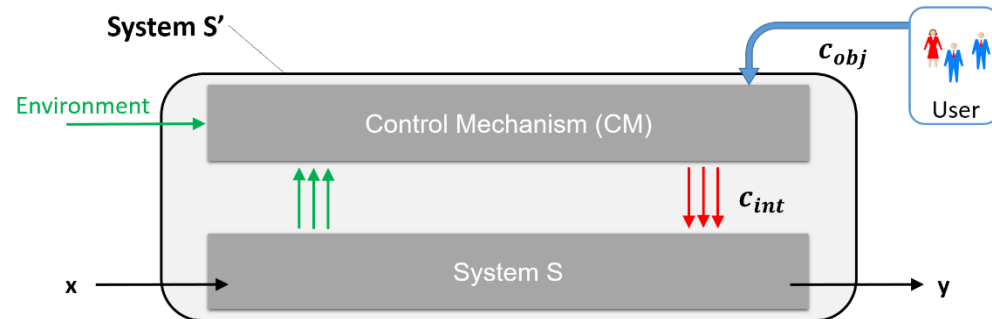 System S’
c_obj
User
Environment
Control Mechanism (CM)
c_int
System S
x
y